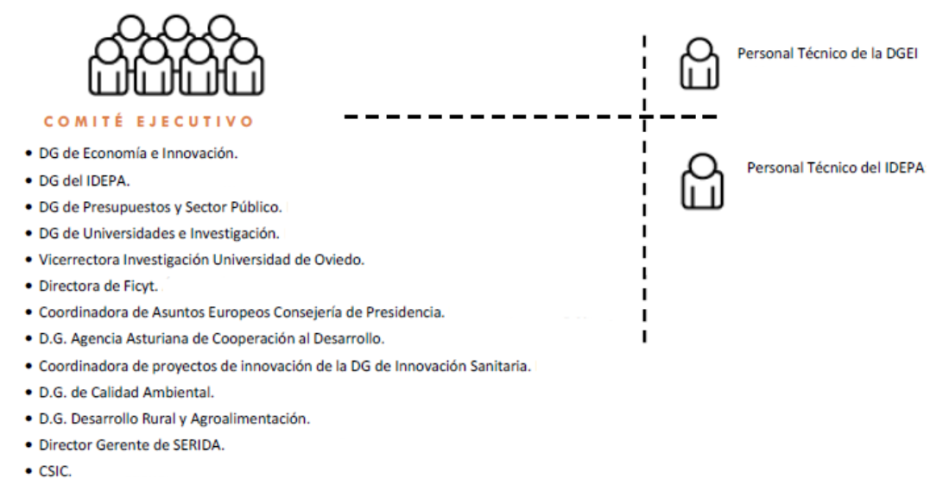 COMITÉ EJECUTIVO
• DG de Economía e Innovación.
• DG del IDEPA.
• DG de Presupuestos y Sector Público.
• DG de Universidades e Investigación.
• Vicerrectora Investigación Universidad de Oviedo.
• Directora de Ficyt.
• Coordinadora de Asuntos Europeos Consejería de Presidencia.
• D.G. Agencia Asturiana de Cooperación al Desarrollo.
• Coordinadora de proyectos de innovación de la DG de Innovación Sanitaria.
• D.G. de Calidad Ambiental.
• D.G. Desarrollo Rural y Agroalimentación.
• Director Gerente de SERIDA.
• CSIC.
Personal Técnico de la DGEI
Personal Técnico del IDEPA